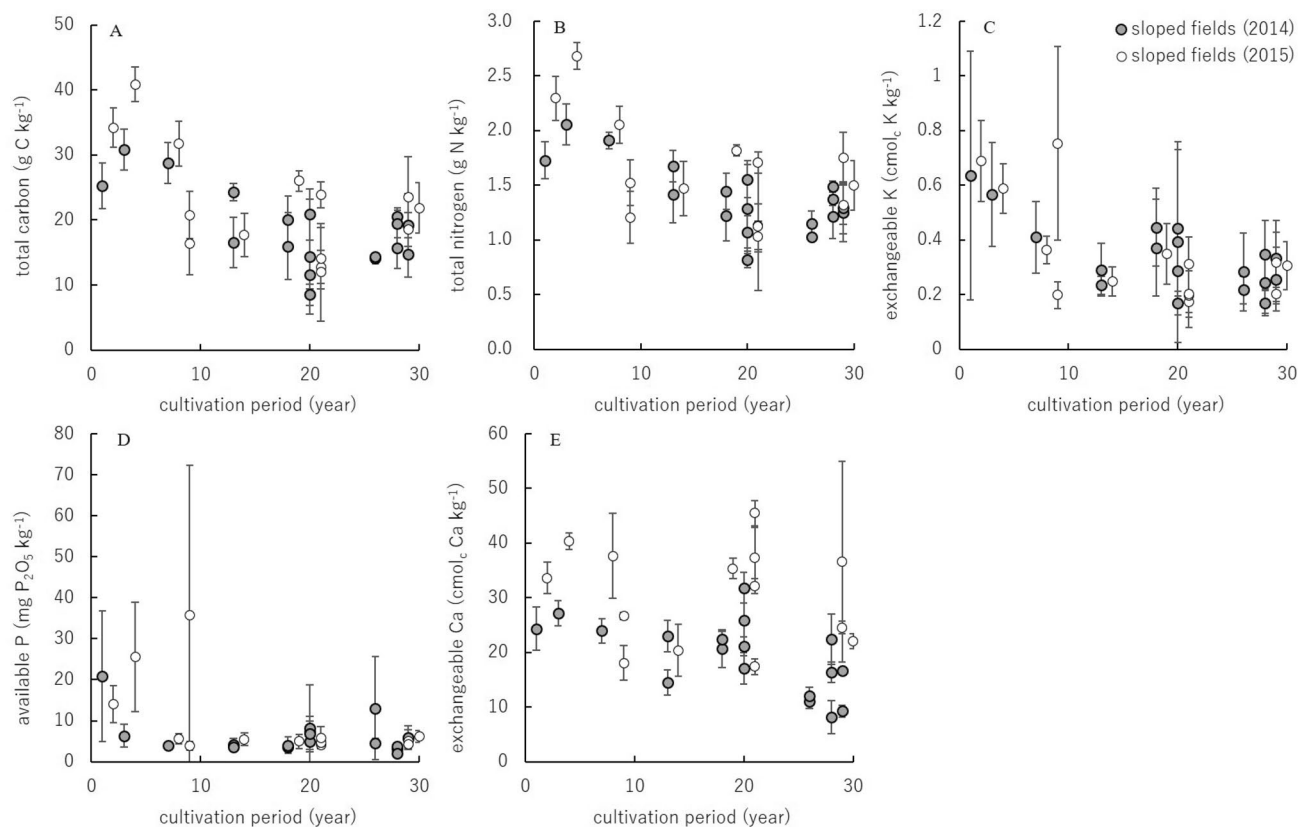 A
total carbon (g C kg⁻¹)
50
40
30
20
10
0
0 10 20 30
cultivation period (year)
B
total nitrogen (g N kg⁻¹)
3.0
2.5
2.0
1.5
1.0
0.5
0.0
0 10 20 30
cultivation period (year)
C
sloped fields (2014)
sloped fields (2015)
exchangeable K (cmol꜀ K kg⁻¹)
1.2
1
0.8
0.6
0.4
0.2
0
0 10 20 30
cultivation period (year)
D
available P (mg P₂O₅ kg⁻¹)
80
70
60
50
40
30
20
10
0
0 10 20 30
cultivation period (year)
E
exchangeable Ca (cmol꜀ Ca kg⁻¹)
60
50
40
30
20
10
0
0 10 20 30
cultivation period (year)